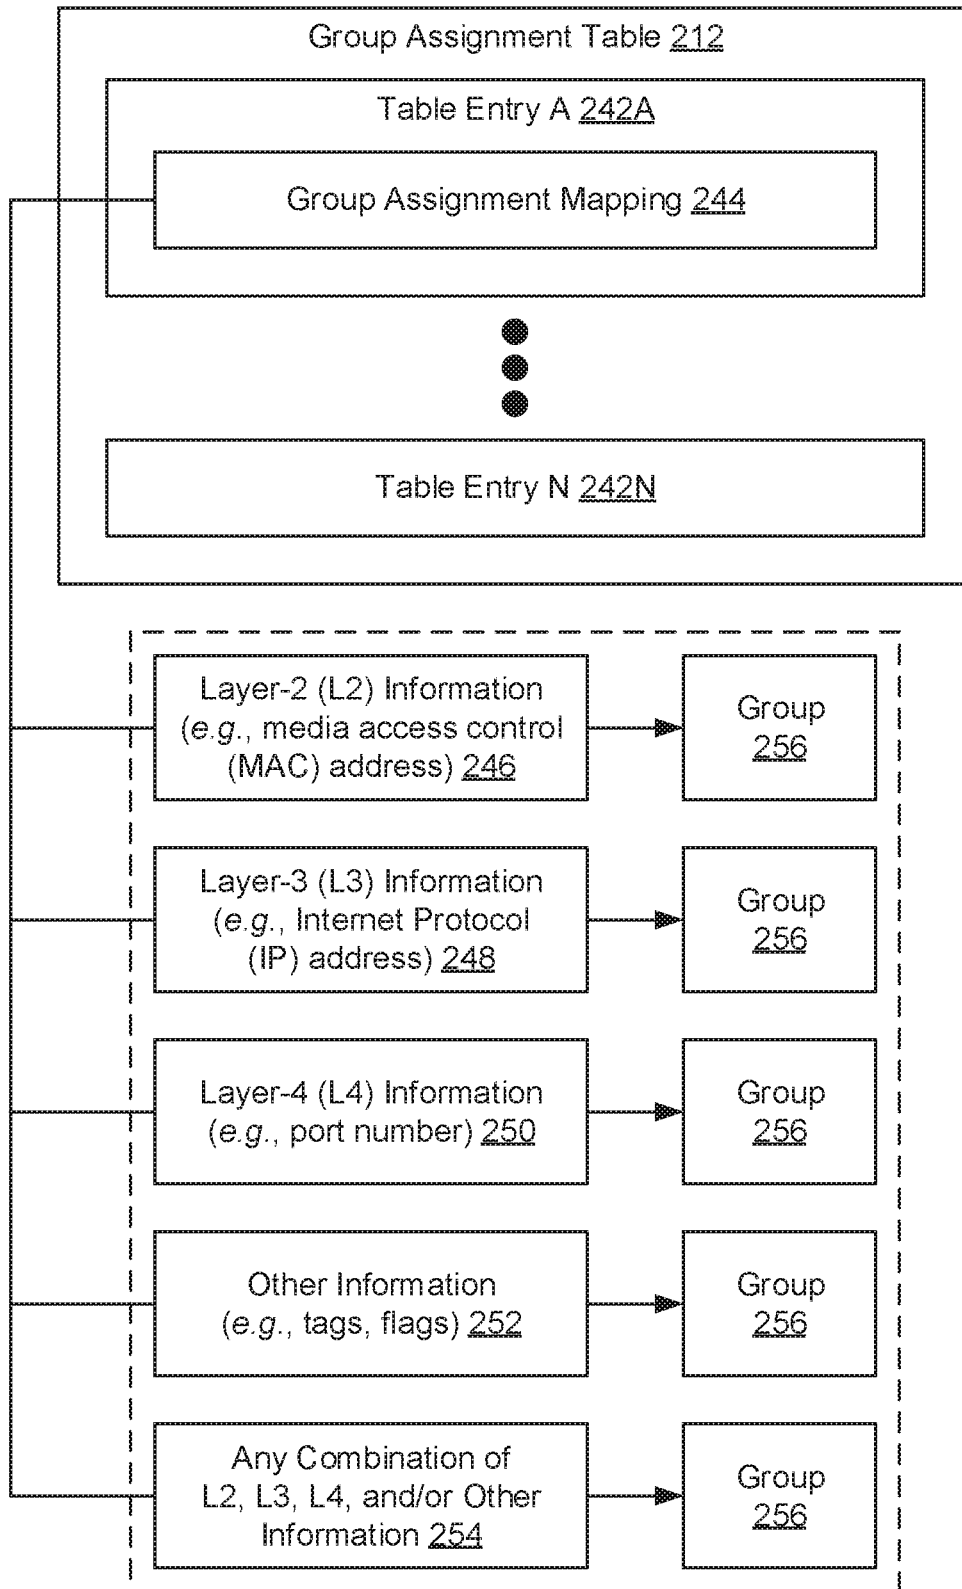 Group Assignment Table 212
Table Entry A 242A
Group Assignment Mapping 244
Table Entry N 242N
Layer-2 (L2) Information
(e.g., media access control
(MAC) address) 246
Group
256
Layer-3 (L3) Information
(e.g., Internet Protocol
(IP) address) 248
Group
256
Layer-4 (L4) Information
(e.g., port number) 250
Group
256
Other Information
(e.g., tags, flags) 252
Group
256
Any Combination of
L2, L3, L4, and/or Other
Information 254
Group
256